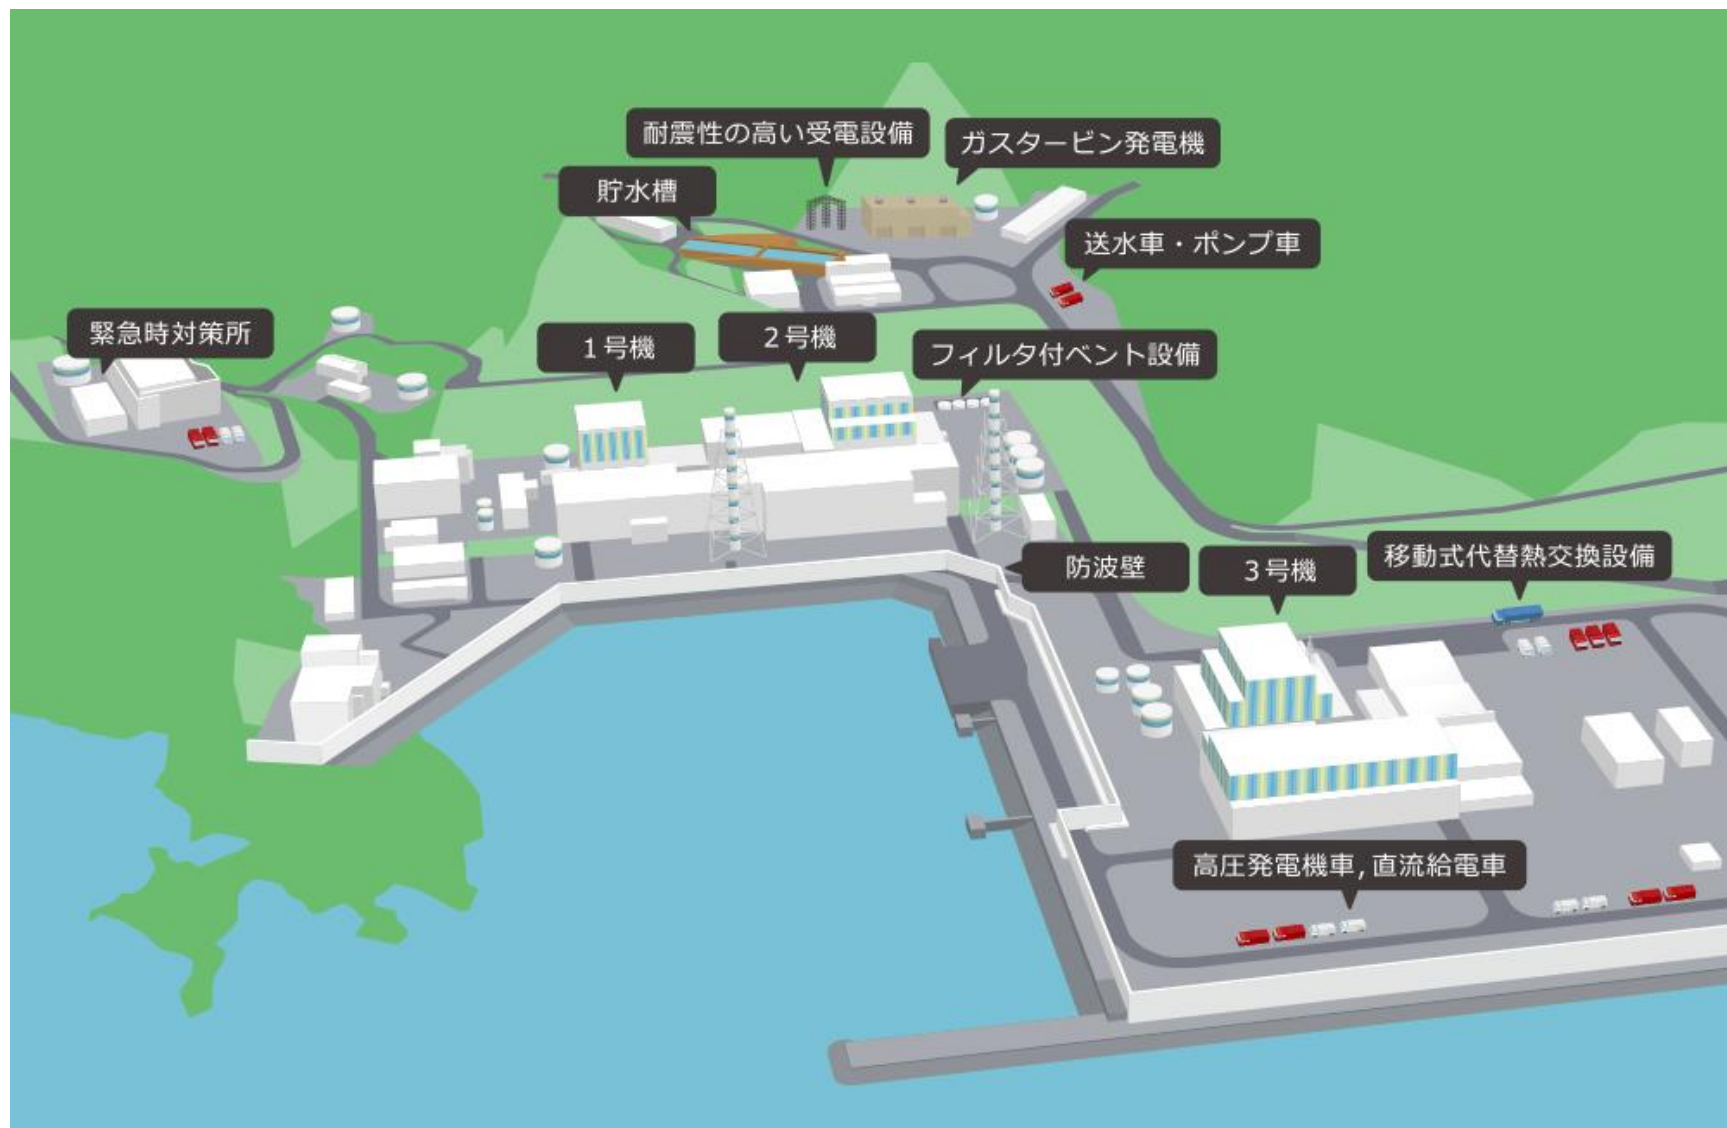 耐震性の高い受電設備
ガスタービン発電機
貯水槽
送水車・ポンプ車
緊急時対策所
1号機
2号機
フィルタ付ベント設備
防波壁
3号機
移動式代替熱交換設備
高圧発電機車,直流給電車